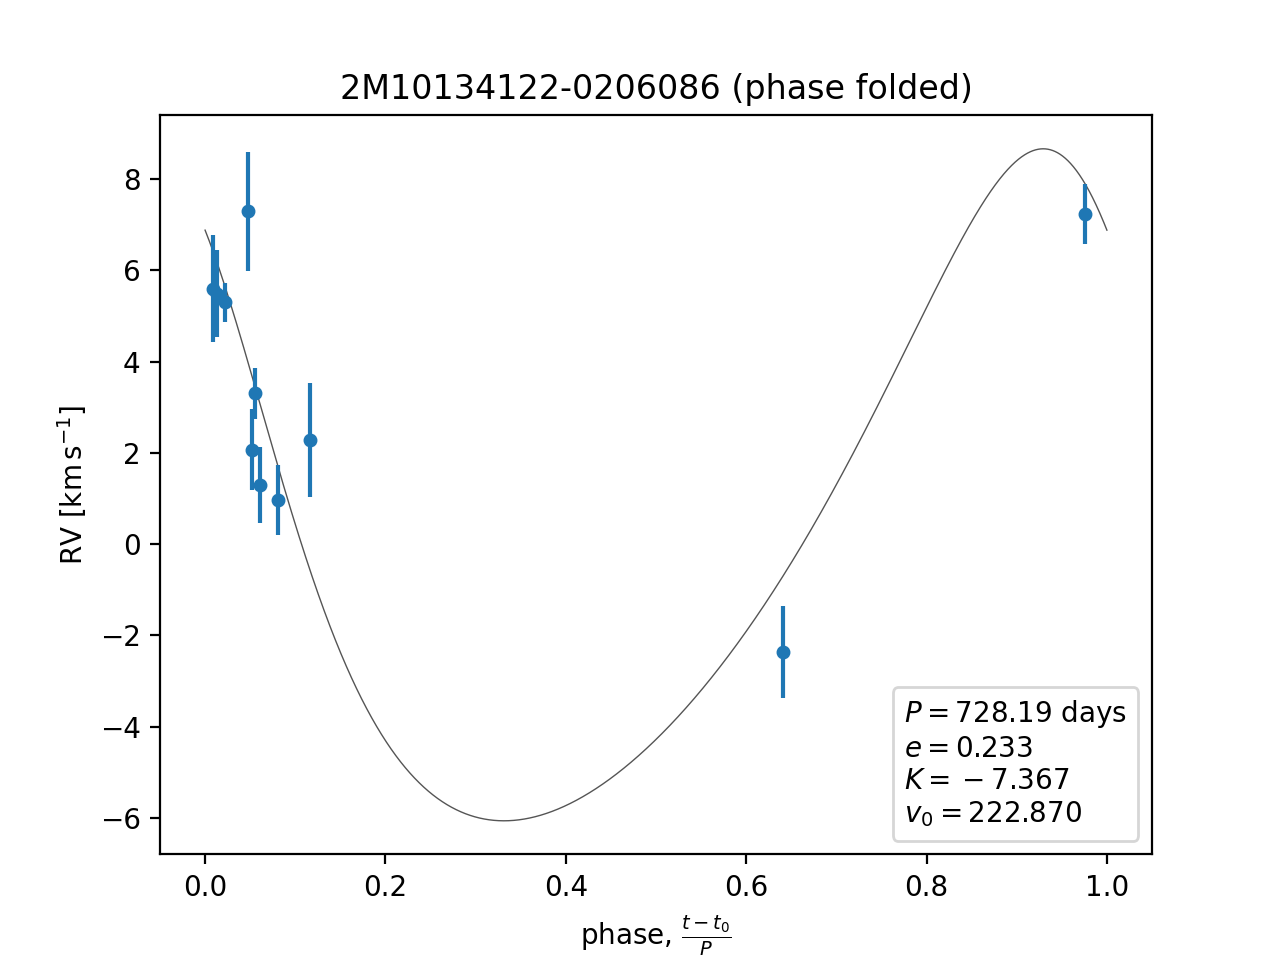 2M10134122-0206086 (phase folded)
RV [km s⁻¹]
8
6
4
2
0
−2
−4
−6
P = 728.19 days
e = 0.233
K = −7.367
v₀ = 222.870
0.0 0.2 0.4 0.6 0.8 1.0
phase, (t − t₀)/P